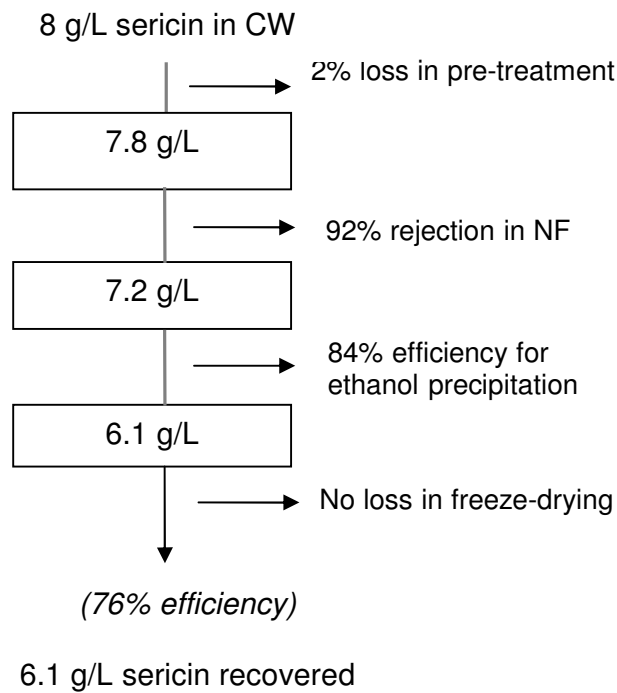 8 g/L sericin in CW
2% loss in pre-treatment
7.8 g/L
92% rejection in NF
7.2 g/L
84% efficiency for
ethanol precipitation
6.1 g/L
No loss in freeze-drying
(76% efficiency)
6.1 g/L sericin recovered